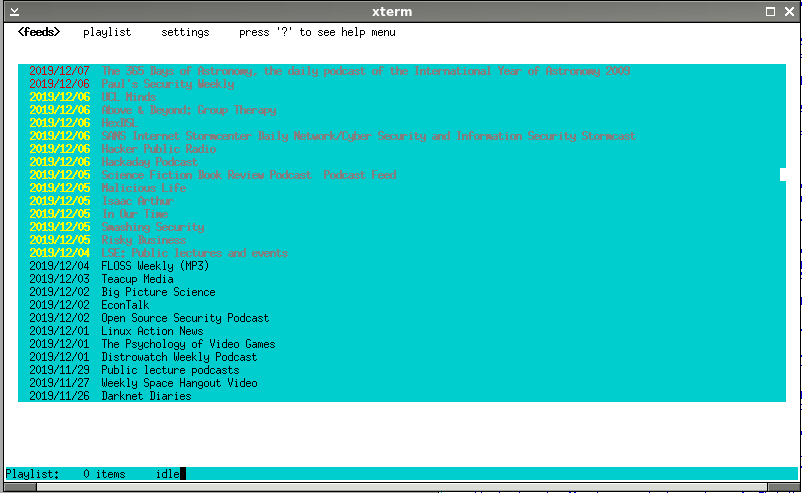 xterm
<feeds> playlist settings press '?' to see help menu
2019/12/07 The 365 Days of Astronomy, the daily podcast of the International Year of Astronomy 2009
2019/12/06 Paul's Security Weekly
2019/12/06 UCL Minds
2019/12/06 Above & Beyond: Group Therapy
2019/12/06 HexDSL
2019/12/06 SANS Internet Stormcenter Daily Network/Cyber Security and Information Security Stormcast
2019/12/06 Hacker Public Radio
2019/12/06 Hackaday Podcast
2019/12/05 Science Fiction Book Review Podcast Podcast Feed
2019/12/05 Malicious Life
2019/12/05 Isaac Arthur
2019/12/05 In Our Time
2019/12/05 Smashing Security
2019/12/05 Risky Business
2019/12/04 LSE: Public lectures and events
2019/12/04 FLOSS Weekly (MP3)
2019/12/03 Teacup Media
2019/12/02 Big Picture Science
2019/12/02 EconTalk
2019/12/02 Open Source Security Podcast
2019/12/01 Linux Action News
2019/12/01 The Psychology of Video Games
2019/12/01 Distrowatch Weekly Podcast
2019/11/29 Public lecture podcasts
2019/11/27 Weekly Space Hangout Video
2019/11/26 Darknet Diaries
Playlist: 0 items idle